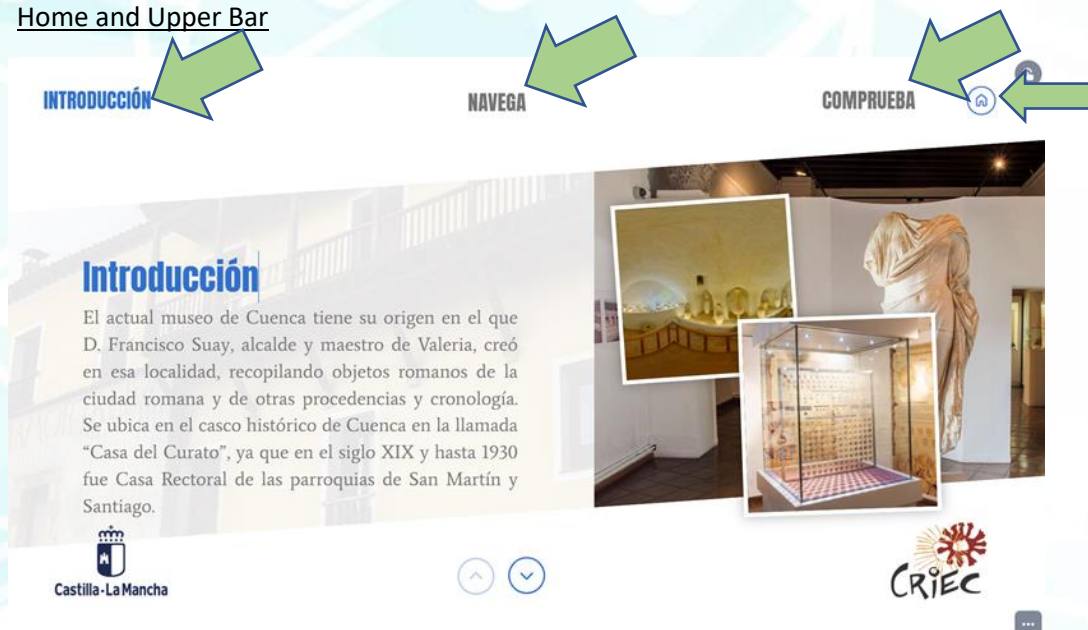 Home and Upper Bar
INTRODUCCIÓN
NAVEGA
COMPRUEBA
Introducción
El actual museo de Cuenca tiene su origen en el que
D. Francisco Suay, alcalde y maestro de Valeria, creó
en esa localidad, recopilando objetos romanos de la
ciudad romana y de otras procedencias y cronología.
Se ubica en el casco histórico de Cuenca en la llamada
“Casa del Curato”, ya que en el siglo XIX y hasta 1930
fue Casa Rectoral de las parroquias de San Martín y
Santiago.
Castilla-La Mancha
CRIEC